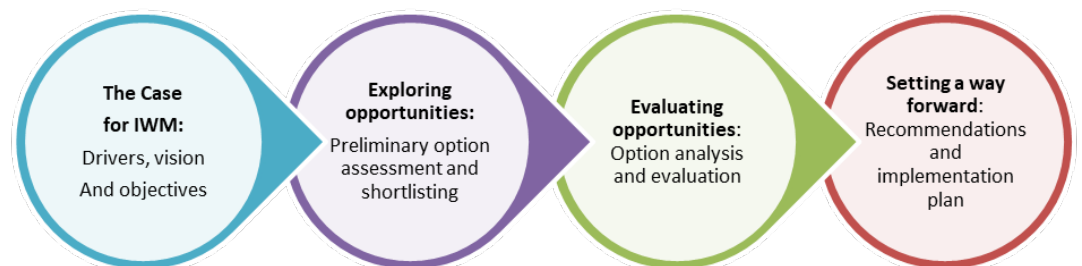 The Case
for IWM:
Drivers, vision
And objectives
Exploring
opportunities:
Preliminary option
assessment and
shortlisting
Evaluating
opportunities:
Option analysis
and evaluation
Setting a way
forward:
Recommendations
and
implementation
plan